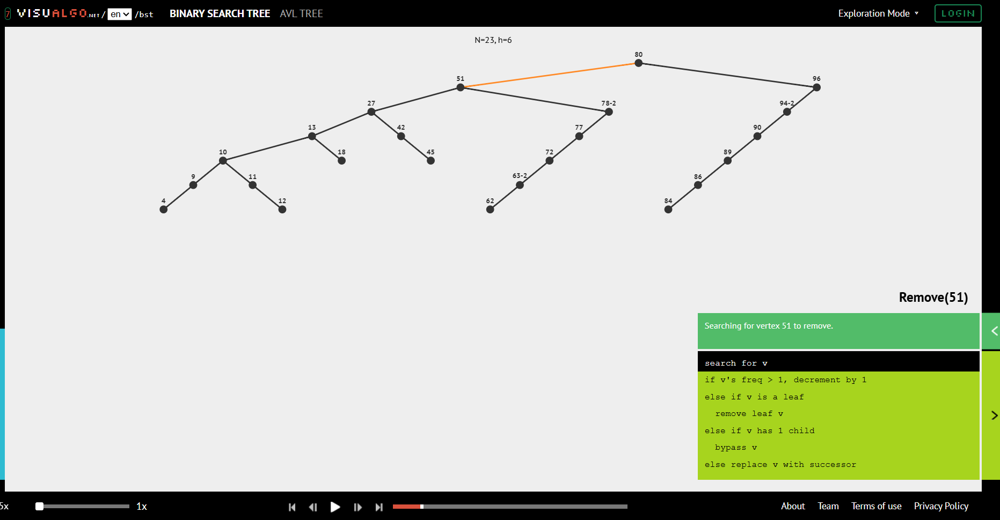 7 VISUALGO.NET / en /bst BINARY SEARCH TREE AVL TREE Exploration Mode LOGIN
N=23, h=6
80
51 96
27 78-2 94-2
13 42 77 90
10 18 45 72 89
9 11 63-2 86
4 12 62 84
Remove(51)
Searching for vertex 51 to remove.
search for v
if v's freq > 1, decrement by 1
else if v is a leaf
remove leaf v
else if v has 1 child
bypass v
else replace v with successor
5x 1x About Team Terms of use Privacy Policy